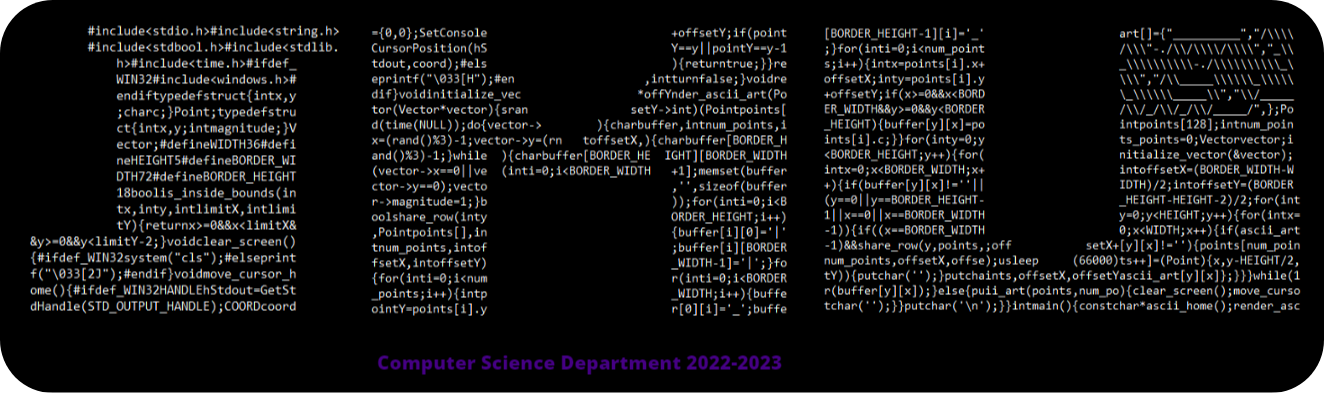 #include<stdio.h>#include<string.h>
#include<stdbool.h>#include<stdlib.
h>#include<time.h>#ifdef_
WIN32#include<windows.h>#
endiftypedefstruct{intx,y
;charc;}Point;typedefstru
ct{intx,y;intmagnitude;}V
ector;#defineWIDTH36#defi
neHEIGHT5#defineBORDER_WI
DTH72#defineBORDER_HEIGHT
18boolis_inside_bounds(in
tx,inty,intlimitX,intlimi
tY){returnx>=0&&x<limitX&
&y>=0&&y<limitY-2;}voidclear_screen()
{#ifdef_WIN32system("cls");#elseprint
f("\033[2J");#endif}voidmove_cursor_h
ome(){#ifdef_WIN32HANDLEhStdout=GetSt
dHandle(STD_OUTPUT_HANDLE);COORDcoord
={0,0};SetConsole +offsetY;if(point
CursorPosition(hS Y==y||pointY==y-1
tdout,coord);#els ){returntrue;}}re
eprintf("\033[H");#en ,intturnfalse;}voidre
dif}voidinitialize_vec *offYnder_ascii_art(Po
tor(Vector*vector){sran setY->int)(Pointpoints[
d(time(NULL));do{vector-> ){charbuffer,intnum_points,i
x=(rand()%3)-1;vector->y=(rn toffsetX,){charbuffer[BORDER_H
and()%3)-1;}while ){charbuffer[BORDER_HE IGHT][BORDER_WIDTH
(vector->x==0||ve (inti=0;i<BORDER_WIDTH +1];memset(buffer
ctor->y==0);vecto ,'',sizeof(buffer
r->magnitude=1;}b ));for(inti=0;i<B
oolshare_row(inty ORDER_HEIGHT;i++)
,Pointpoints[],in {buffer[i][0]='|'
tnum_points,intof ;buffer[i][BORDER
fsetX,intoffsetY) _WIDTH-1]='|';}fo
{for(inti=0;i<num r(inti=0;i<BORDER
_points;i++){intp _WIDTH;i++){buffe
ointY=points[i].y r[0][i]='_';buffe
[BORDER_HEIGHT-1][i]='_' art[]={"___________","/\\\\
;}for(inti=0;i<num_point /\\\"-./\\/\\\\/\\\\","_\\
s;i++){intx=points[i].x+ _\\\\\\\\\\-./\\\\\\\\\\_\
offsetX;inty=points[i].y \\\","/\\_____\\\\\\_\\\\\
+offsetY;if(x>=0&&x<BORD \_\\\\\\_____\\","\\/_____
ER_WIDTH&&y>=0&&y<BORDER /\\/_/\\/_/\\/_____/",};Po
_HEIGHT){buffer[y][x]=po intpoints[128];intnum_poin
ints[i].c;}}for(inty=0;y ts_points=0;Vectorvector;i
<BORDER_HEIGHT;y++){for( nitialize_vector(&vector);
intx=0;x<BORDER_WIDTH;x+ intoffsetX=(BORDER_WIDTH-W
+){if(buffer[y][x]!=''|| IDTH)/2;intoffsetY=(BORDER
(y==0||y==BORDER_HEIGHT- _HEIGHT-HEIGHT-2)/2;for(int
1||x==0||x==BORDER_WIDTH y=0;y<HEIGHT;y++){for(intx=
-1)){if((x==BORDER_WIDTH 0;x<WIDTH;x++){if(ascii_art
-1)&&share_row(y,points,;off setX+[y][x]!=''){points[num_poin
num_points,offsetX,offse);usleep (66000)ts++]=(Point){x,y-HEIGHT/2,
tY)){putchar('');}putchaints,offsetX,offsetYascii_art[y][x]};}}}while(1
r(buffer[y][x]);}else{puii_art(points,num_po){clear_screen();move_curso
tchar('');}}putchar('\n');}}intmain(){constchar*ascii_home();render_asc
Computer Science Department 2022-2023